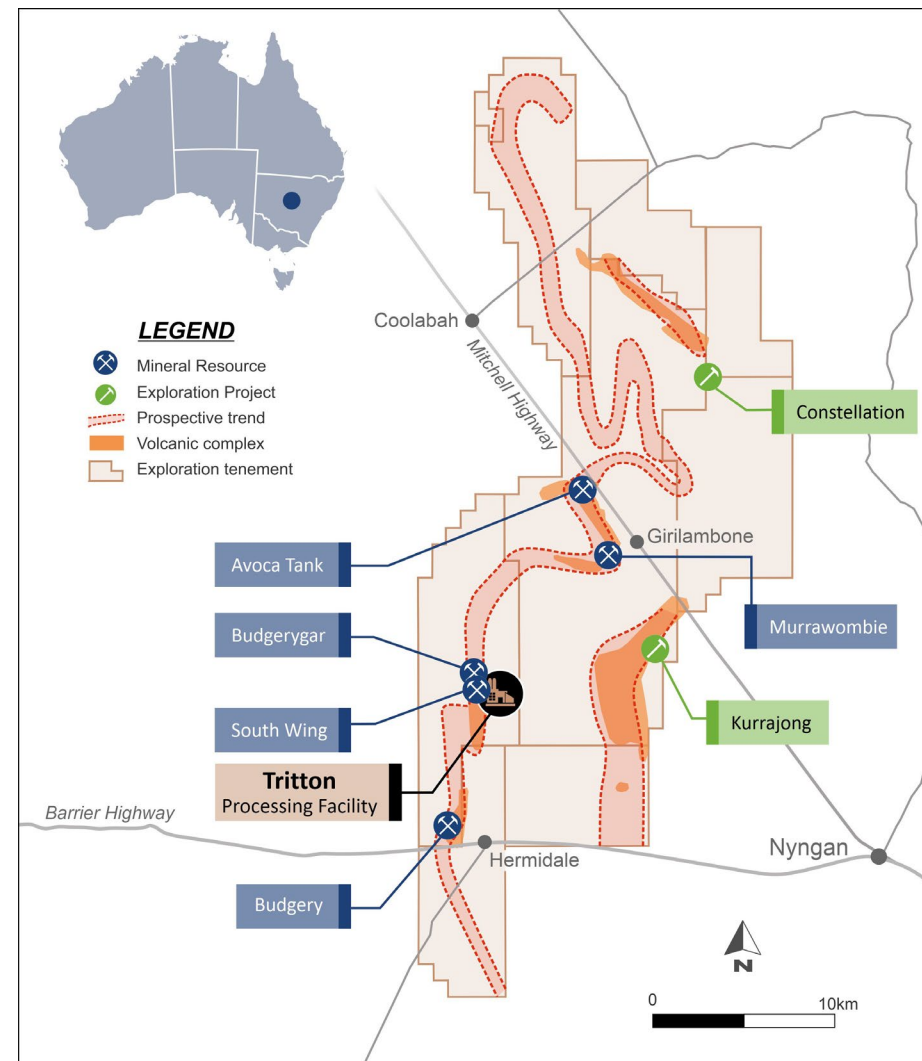 LEGEND
Mineral Resource
Exploration Project
Prospective trend
Volcanic complex
Exploration tenement
Coolabah
Mitchell Highway
Constellation
Avoca Tank
Girilambone
Budgerygar
Murrawombie
South Wing
Kurrajong
Tritton
Processing Facility
Barrier Highway
Hermidale
Nyngan
Budgery
N
0 10km